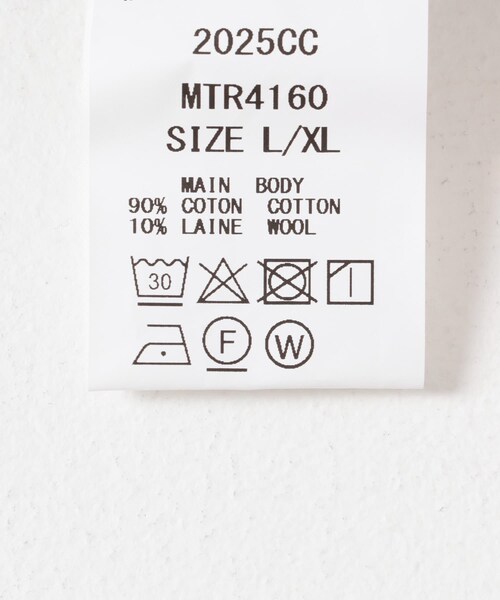 2025CC
MTR4160
SIZE L/XL
MAIN BODY
90% COTON COTTON
10% LAINE WOOL
30
F W